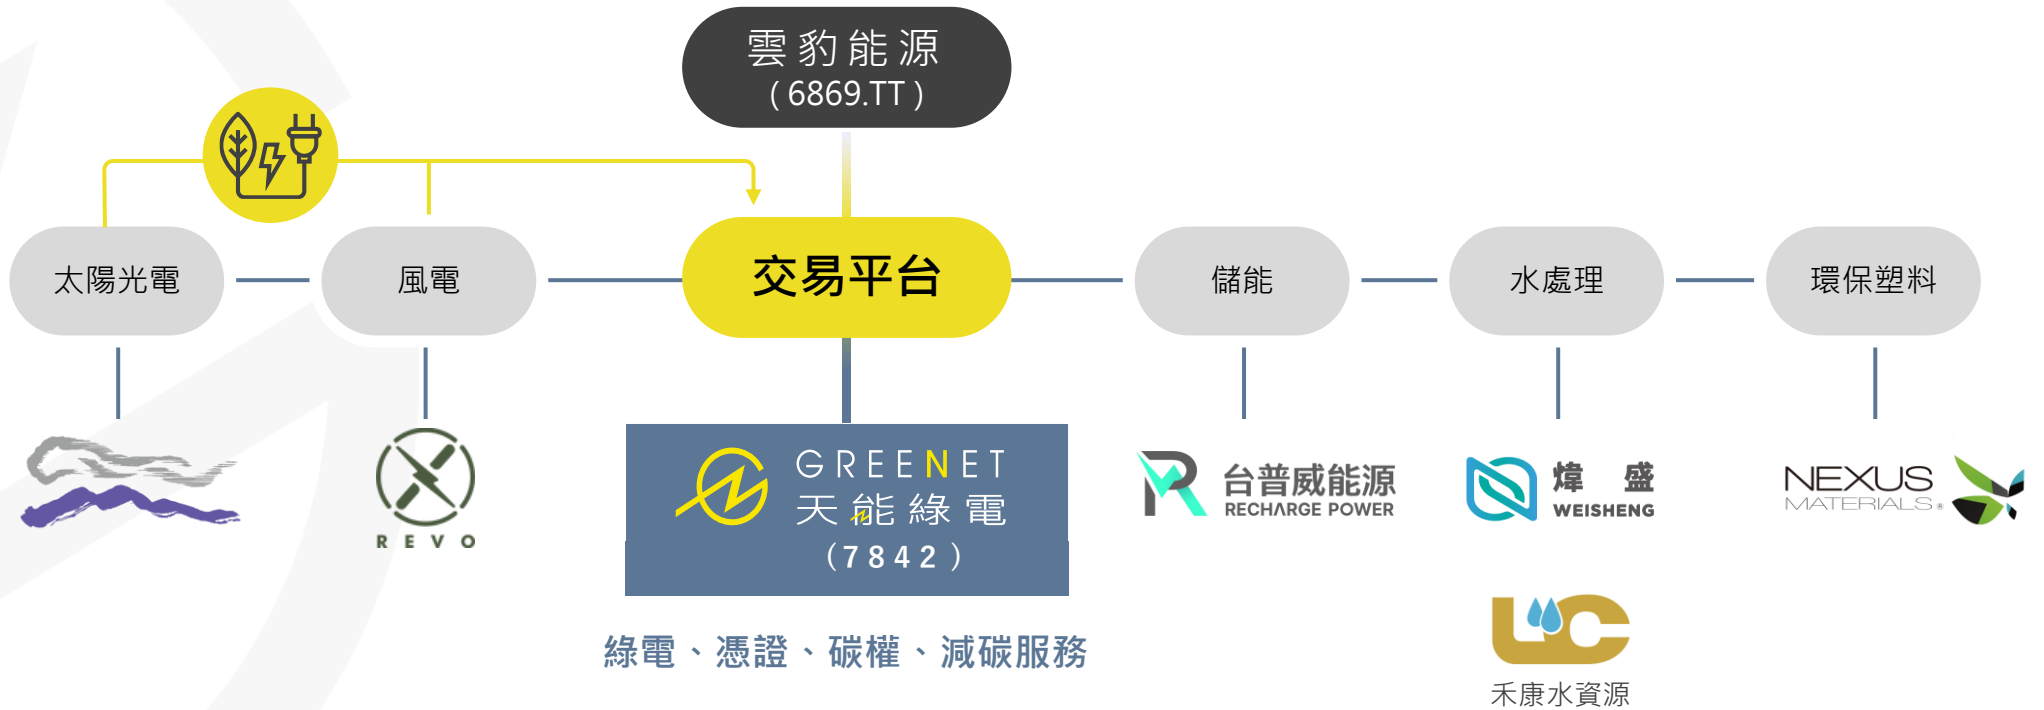 雲豹能源
(6869.TT)
太陽光電
風電
交易平台
儲能
水處理
環保塑料
REVO
GREENET
天能綠電
(7842)
綠電、憑證、碳權、減碳服務
台普威能源
RECHARGE POWER
煒盛
WEISHENG
禾康水資源
NEXUS
MATERIALS®